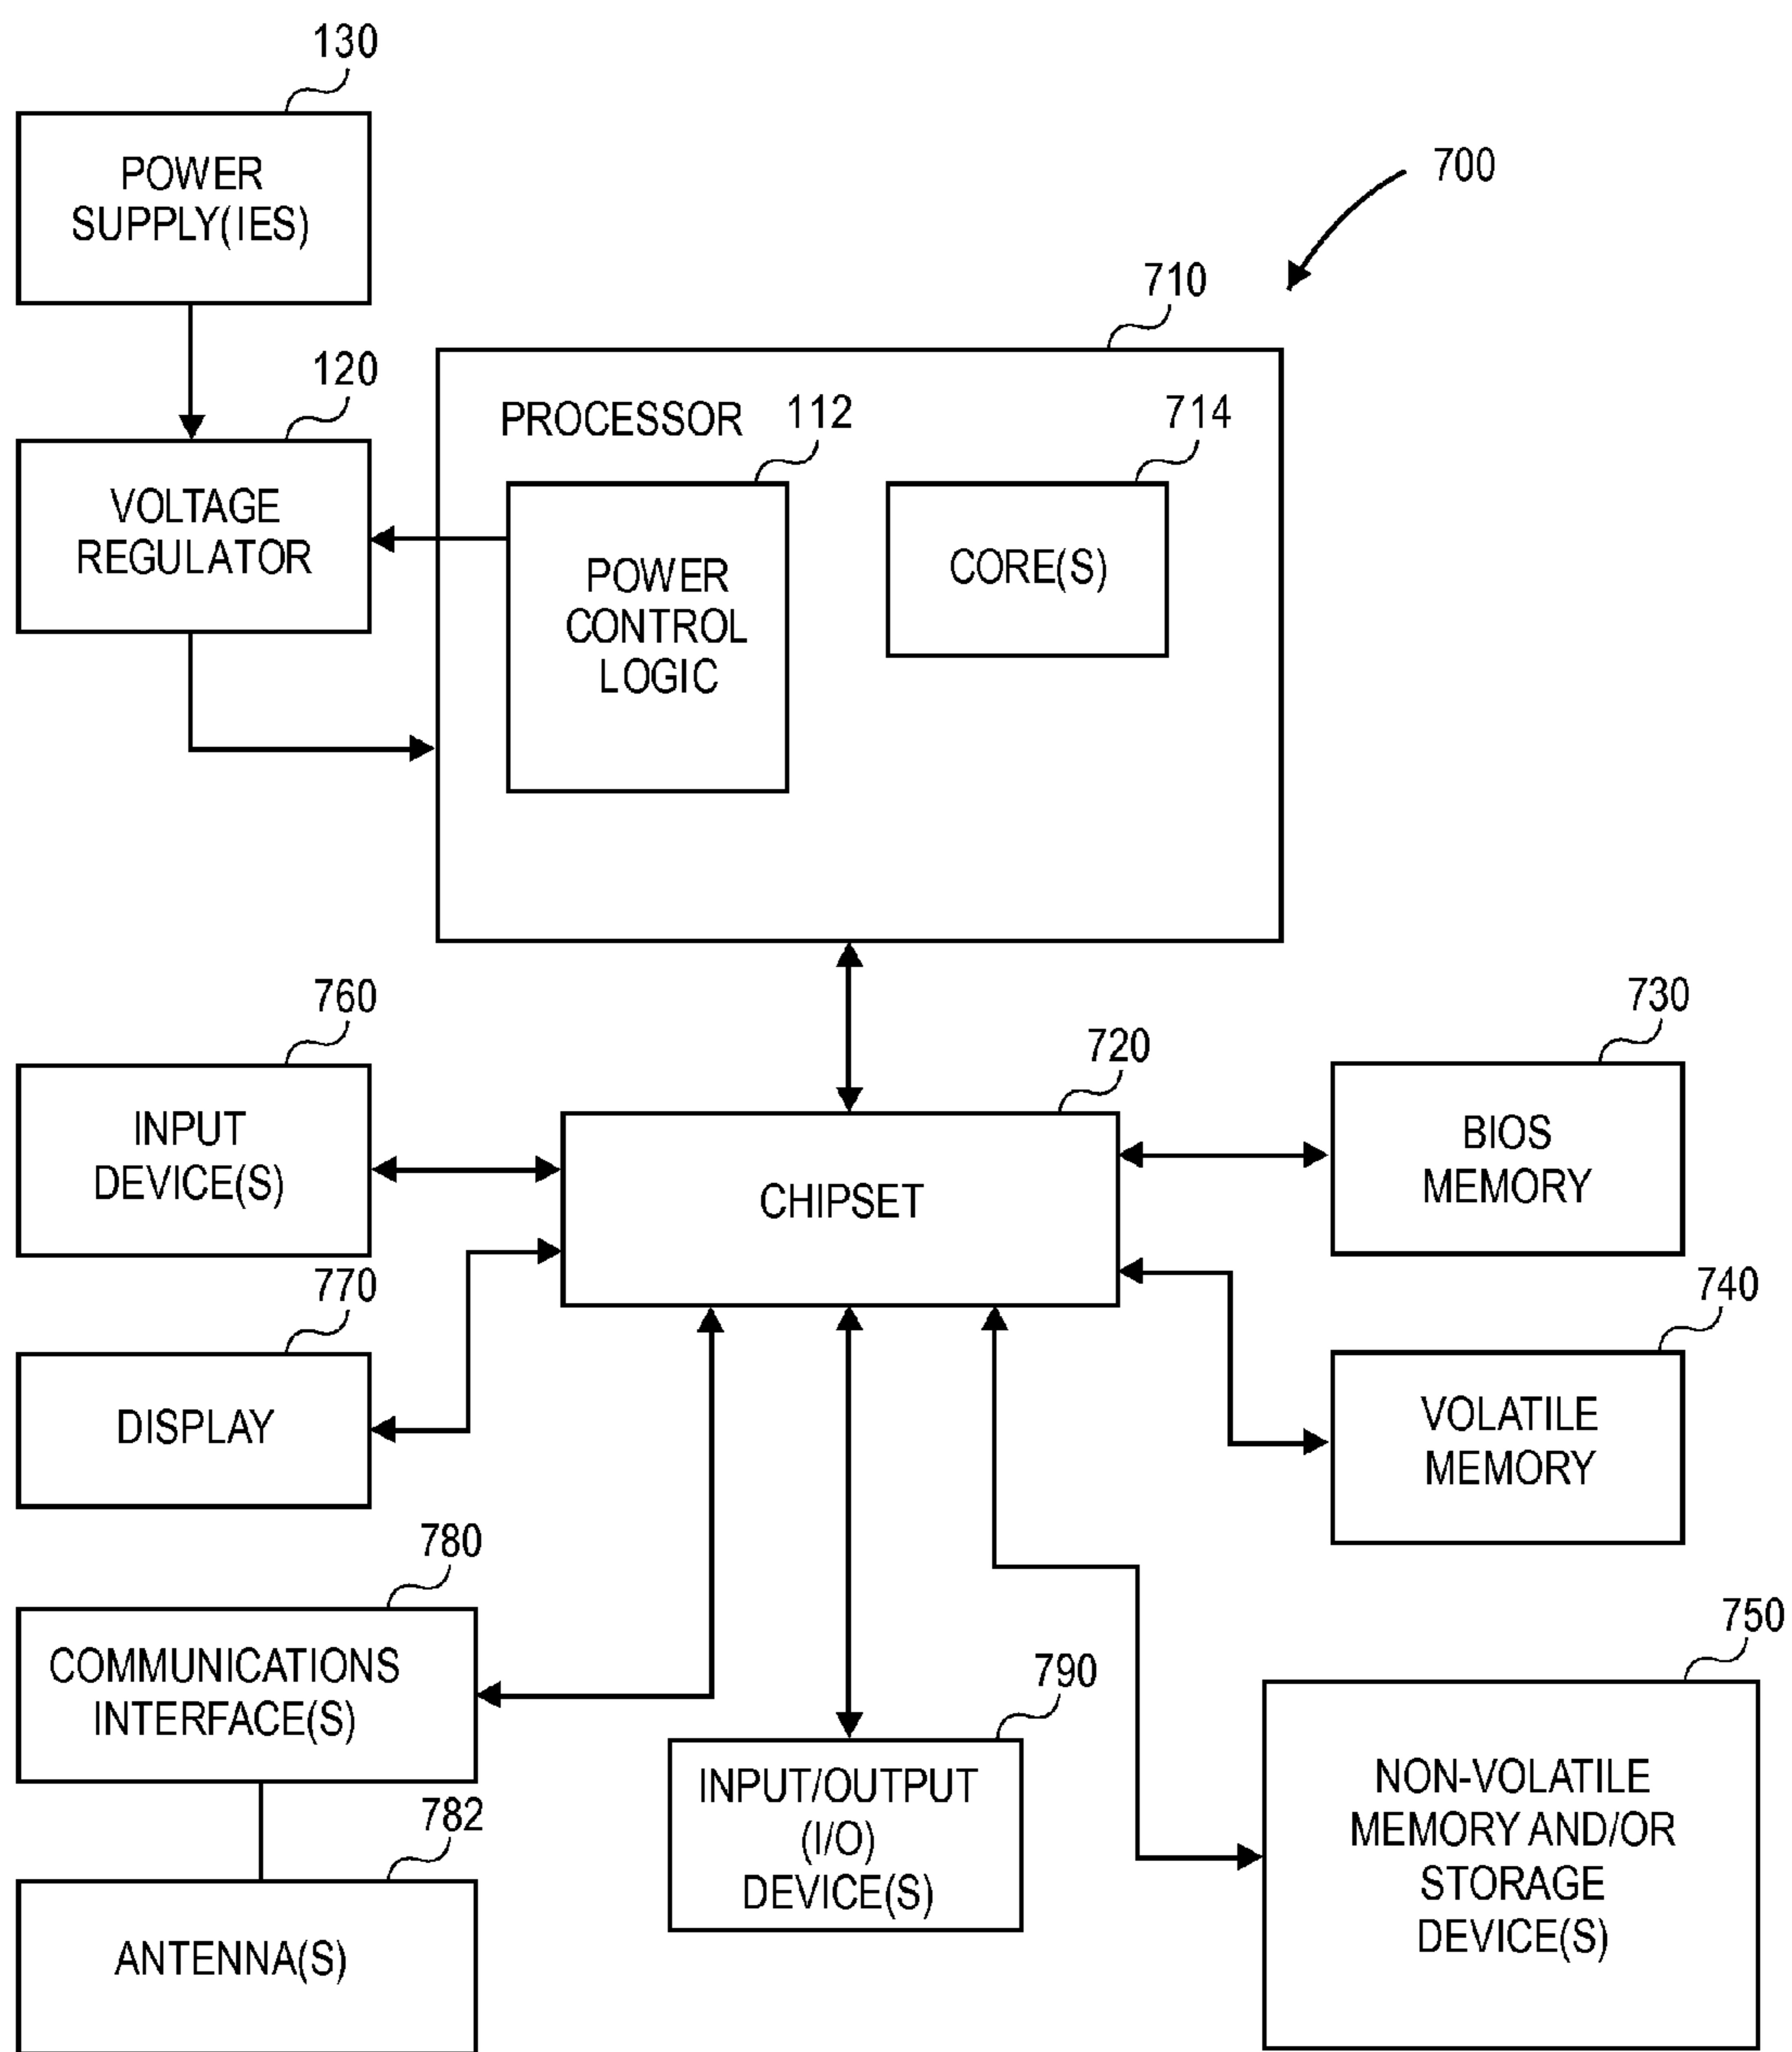 130
POWER
SUPPLY(IES)
700
710
120
VOLTAGE
REGULATOR
PROCESSOR
112
714
POWER
CONTROL
LOGIC
CORE(S)
760
INPUT
DEVICE(S)
720
CHIPSET
730
BIOS
MEMORY
770
DISPLAY
740
VOLATILE
MEMORY
780
COMMUNICATIONS
INTERFACE(S)
782
ANTENNA(S)
790
INPUT/OUTPUT
(I/O)
DEVICE(S)
750
NON-VOLATILE
MEMORY AND/OR
STORAGE
DEVICE(S)